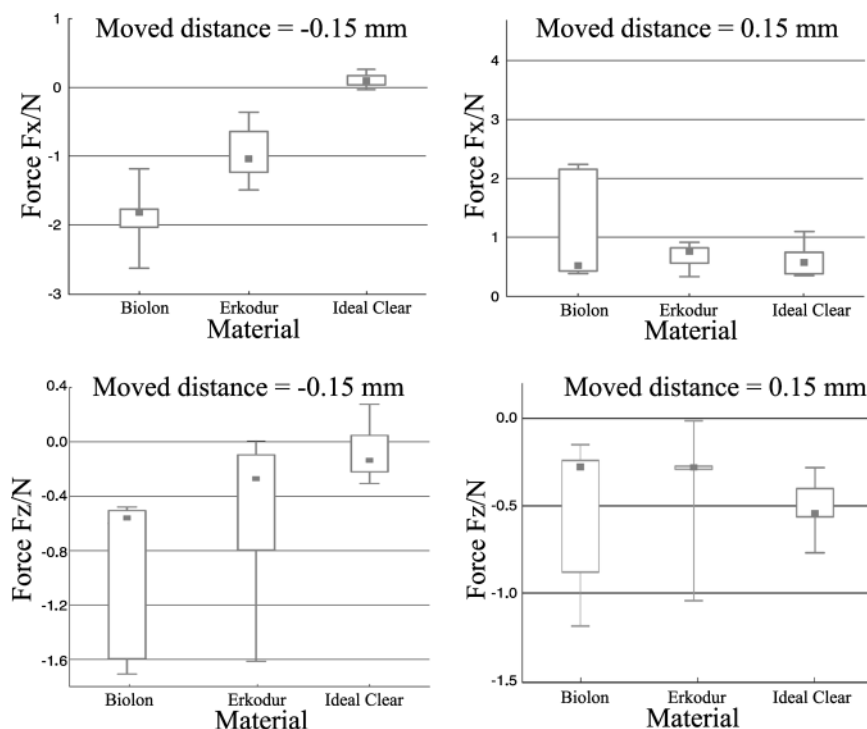 Moved distance = -0.15 mm
Force Fx/N
1
0
-1
-2
-3
Biolon Erkodur Ideal Clear
Material
Moved distance = 0.15 mm
Force Fx/N
4
3
2
1
0
Biolon Erkodur Ideal Clear
Material
Moved distance = -0.15 mm
Force Fz/N
0.4
0.0
-0.4
-0.8
-1.2
-1.6
Biolon Erkodur Ideal Clear
Material
Moved distance = 0.15 mm
Force Fz/N
0.0
-0.5
-1.0
-1.5
Biolon Erkodur Ideal Clear
Material